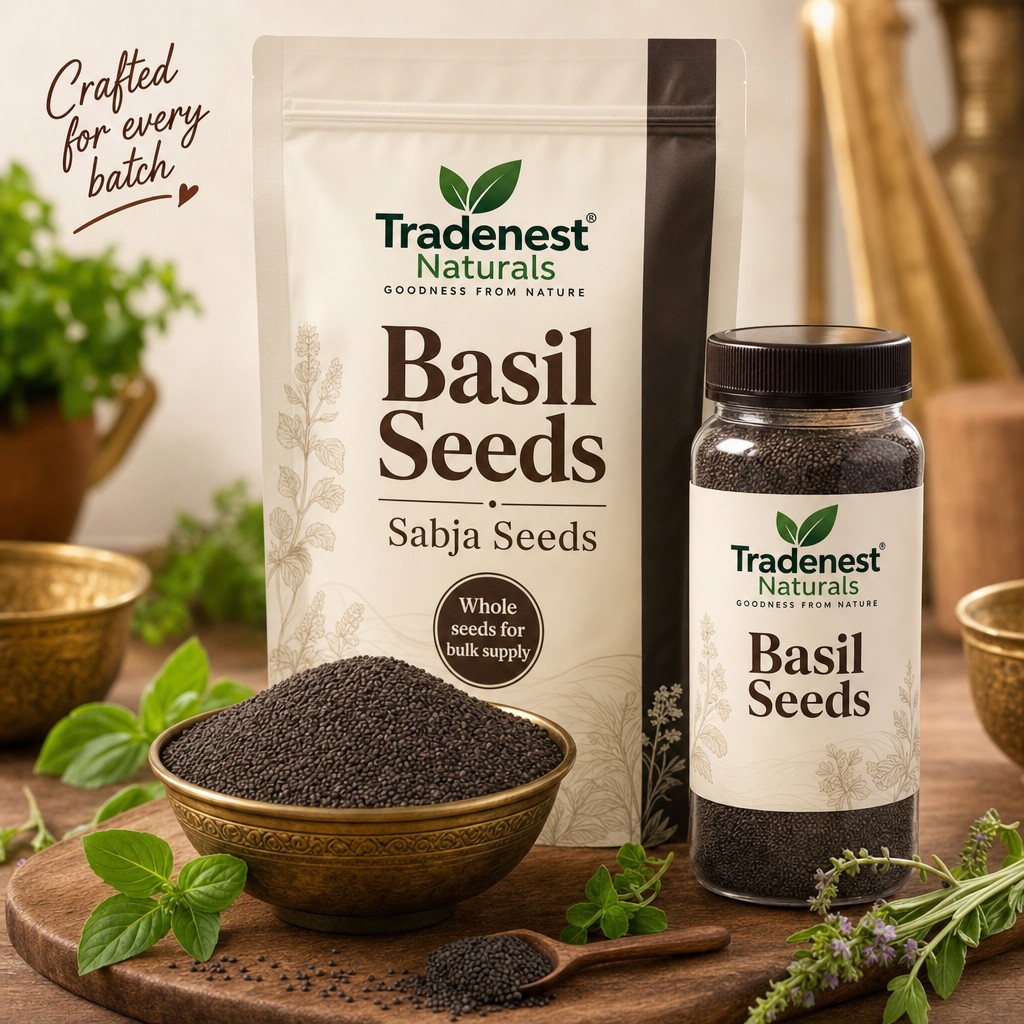 Crafted
for every
batch
Tradenest®
Naturals
GOODNESS FROM NATURE
Basil
Seeds
Sabja Seeds
Whole
seeds for
bulk supply
Tradenest®
Naturals
GOODNESS FROM NATURE
Basil
Seeds